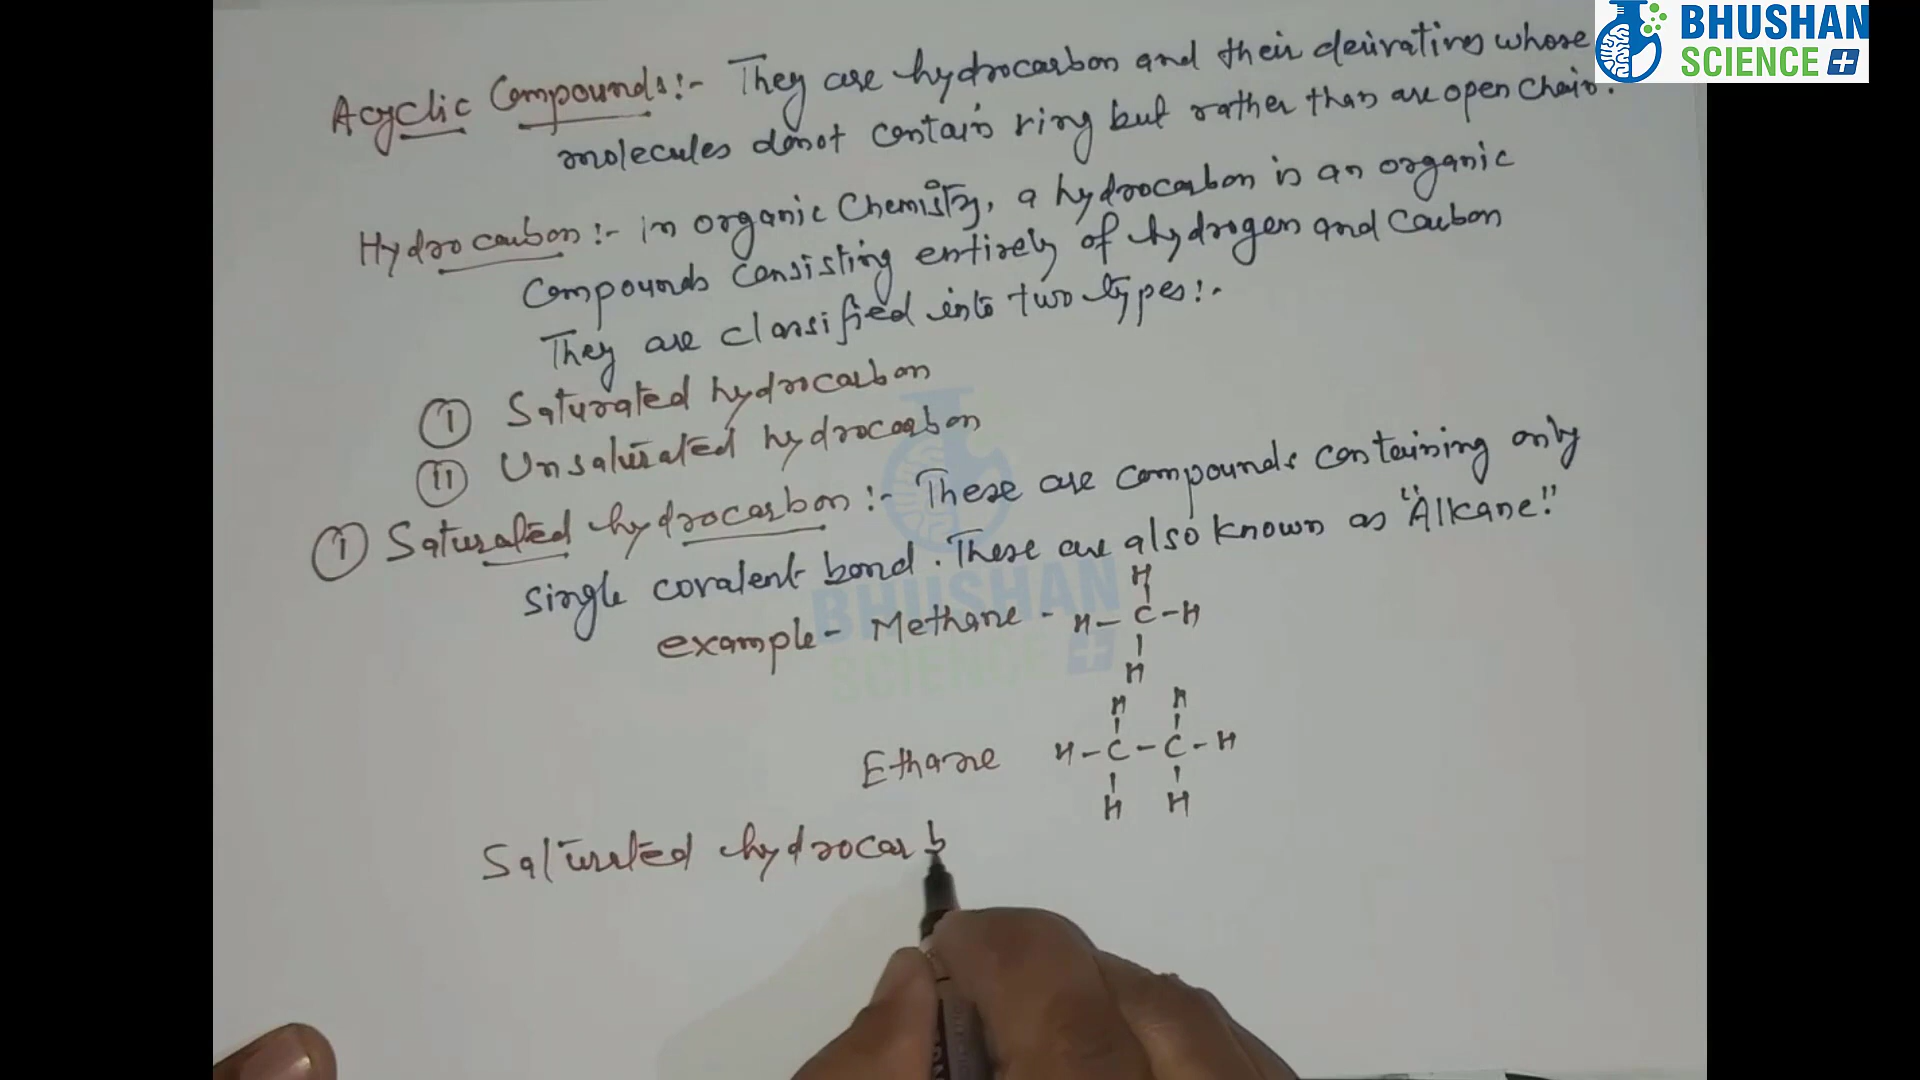 BHUSHAN
SCIENCE +
Acyclic Compounds:- They are hydrocarbon and their derivatives whose
molecules donot contain ring but rather than are open chain.
Hydrocarbon:- in organic Chemistry, a hydrocarbon is an organic
Compounds consisting entirely of hydrogen and Carbon
They are classified into two types:-
I Saturated hydrocarbon
II Unsaturated hydrocarbon
I Saturated hydrocarbon:- These are compounds containing only
single covalent bond. These are also known as "Alkane."
H
example- Methane - H-C-H
H
H H
Ethane H-C-C-H
H H
Saturated hydrocarb
BHUSHAN
SCIENCE +